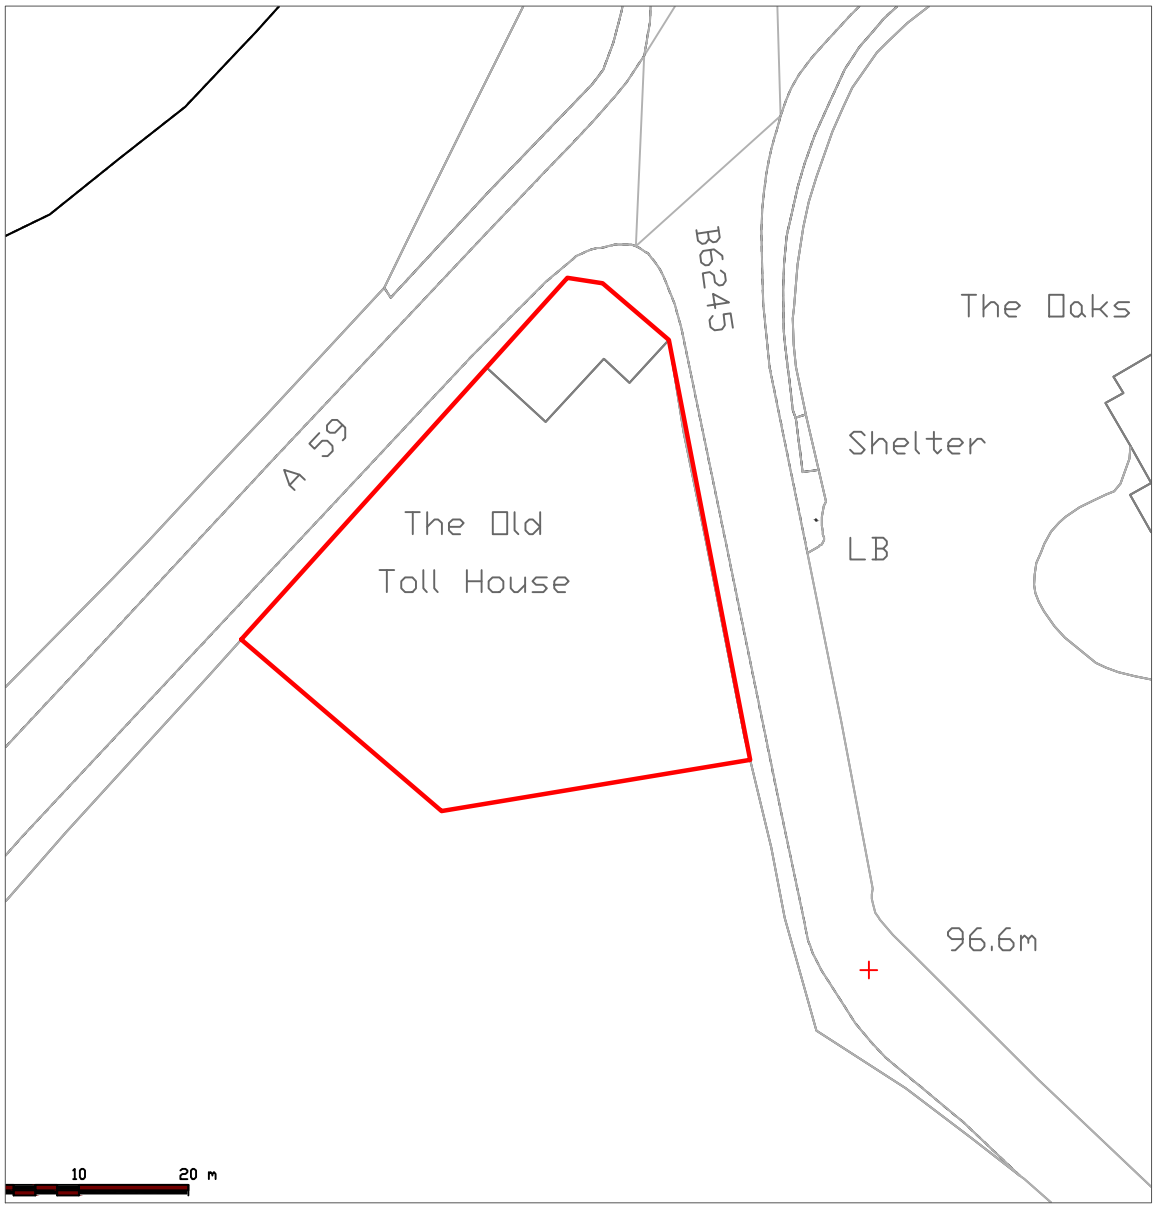 B6245
The Oaks
A 59
Shelter
The Old
Toll House
LB
96.6m
10 20 m